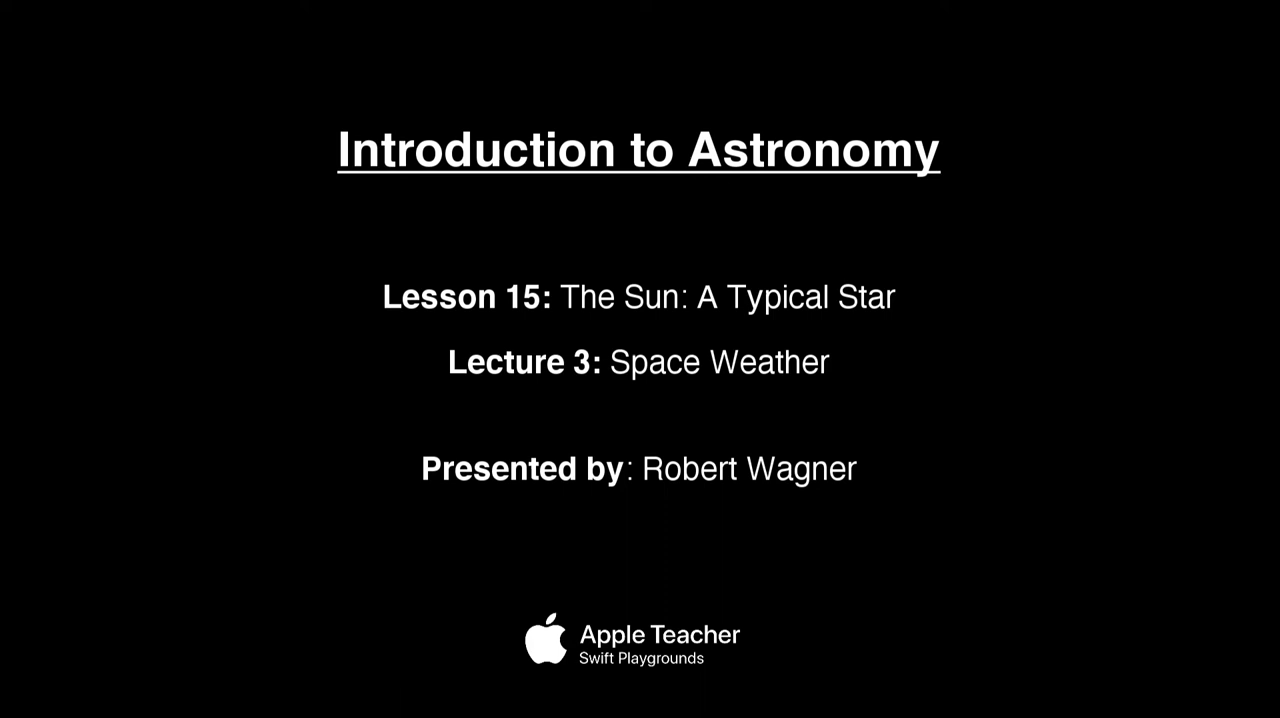 Introduction to Astronomy
Lesson 15: The Sun: A Typical Star
Lecture 3: Space Weather
Presented by: Robert Wagner
Apple Teacher
Swift Playgrounds